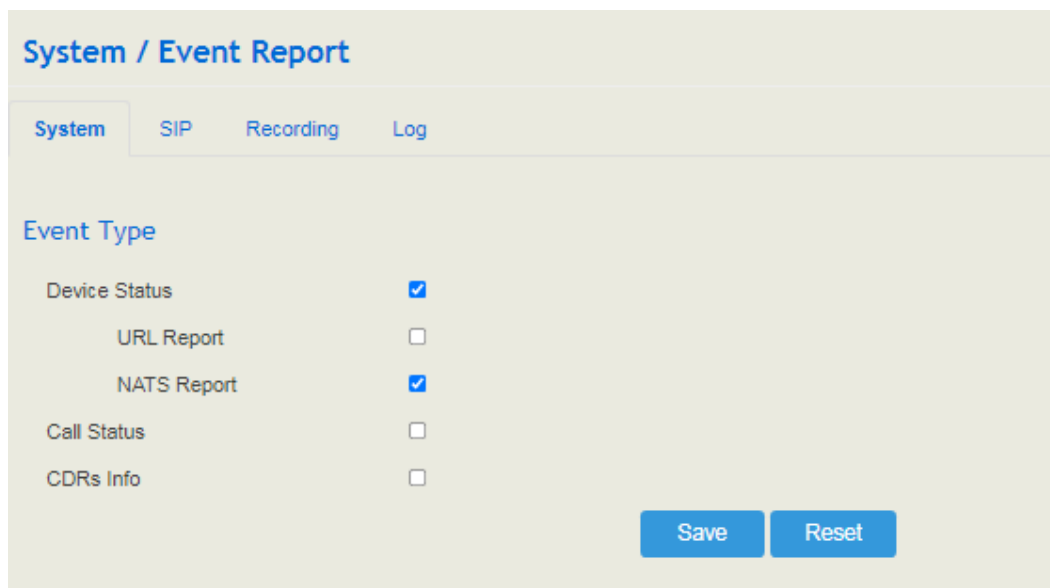 System / Event Report
System SIP Recording Log
Event Type
Device Status
URL Report
NATS Report
Call Status
CDRs Info
Save Reset